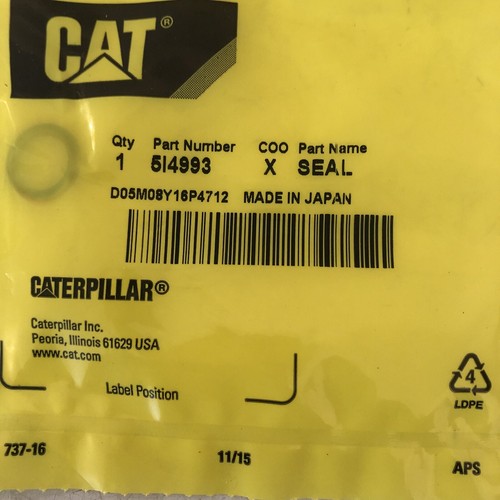 CAT®
Qty Part Number COO Part Name
1 5I4993 X SEAL
D05M08Y16P4712 MADE IN JAPAN
CATERPILLAR®
Caterpillar Inc.
Peoria, Illinois 61629 USA
www.cat.com
Label Position
4
LDPE
737-16 11/15 APS